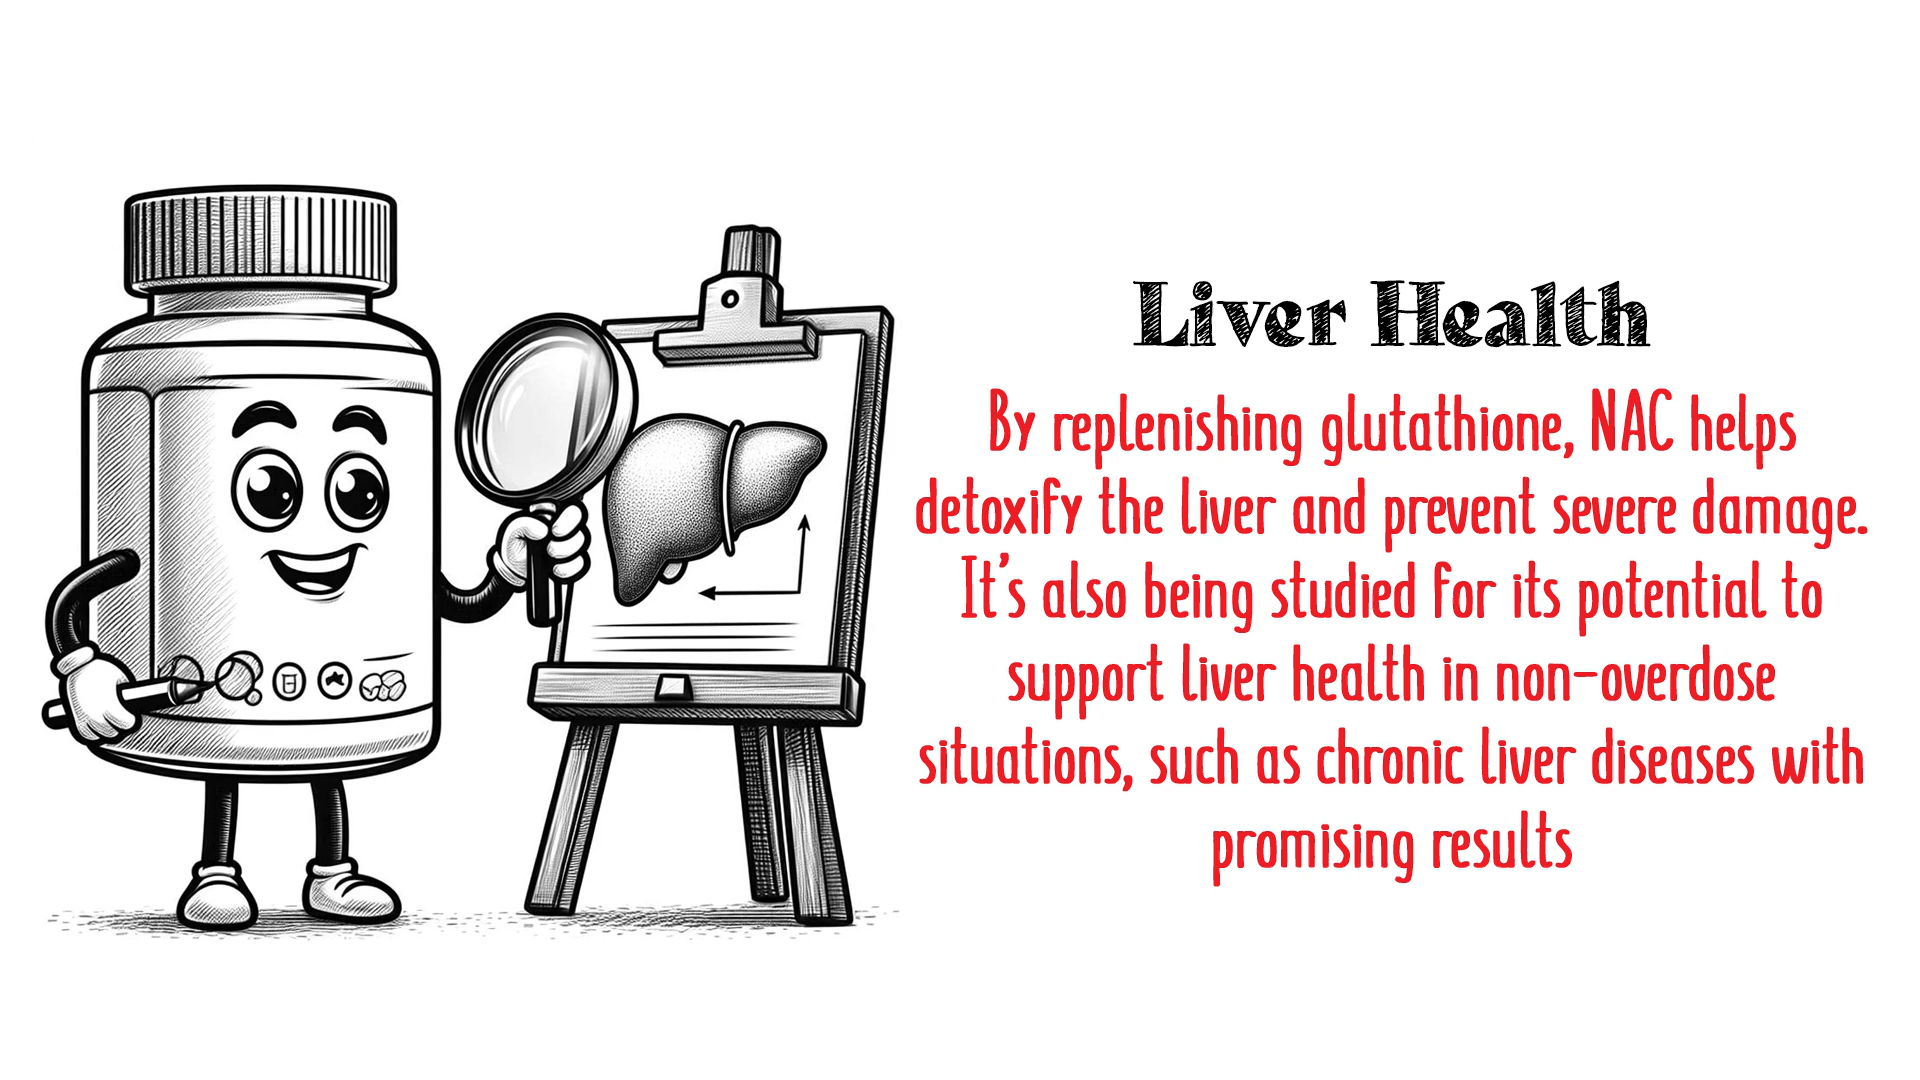 Liver Health
By replenishing glutathione, NAC helps
detoxify the liver and prevent severe damage.
It's also being studied for its potential to
support liver health in non-overdose
situations, such as chronic liver diseases with
promising results